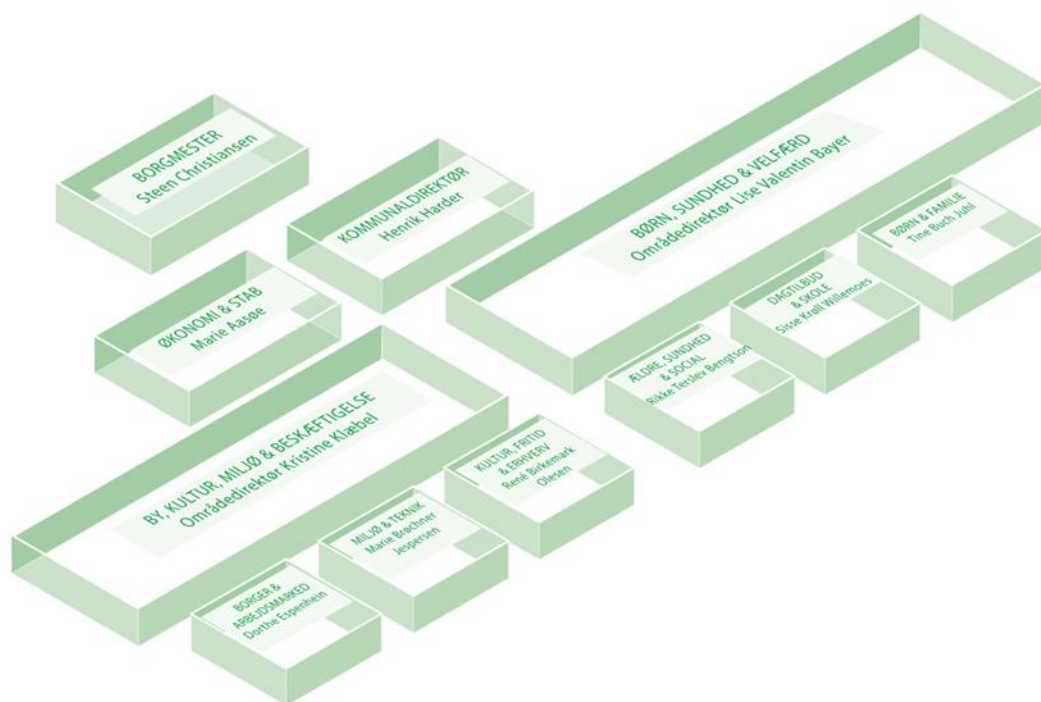 BORGMESTER
Steen Christiansen
KOMMUNALDIREKTØR
Henrik Harder
BØRN, SUNDHED & VELFÆRD
Områdedirektør Lise Valentin Bayer
BØRN & FAMILIE
Tine Buch Juhl
DAGTILBUD
& SKOLE
Sisse Krøll Willemoes
ÆLDRE, SUNDHED
& SOCIAL
Rikke Terslev Bengtson
ØKONOMI & STAB
Marie Aasøe
BY, KULTUR, MILJØ & BESKÆFTIGELSE
Områdedirektør Kristine Klæbel
KULTUR, FRITID
& ERHVERV
René Birkemark
Olesen
MILJØ & TEKNIK
Marie Brøchner
Jespersen
BORGER &
ARBEJDSMARKED
Dorthe Espenhein